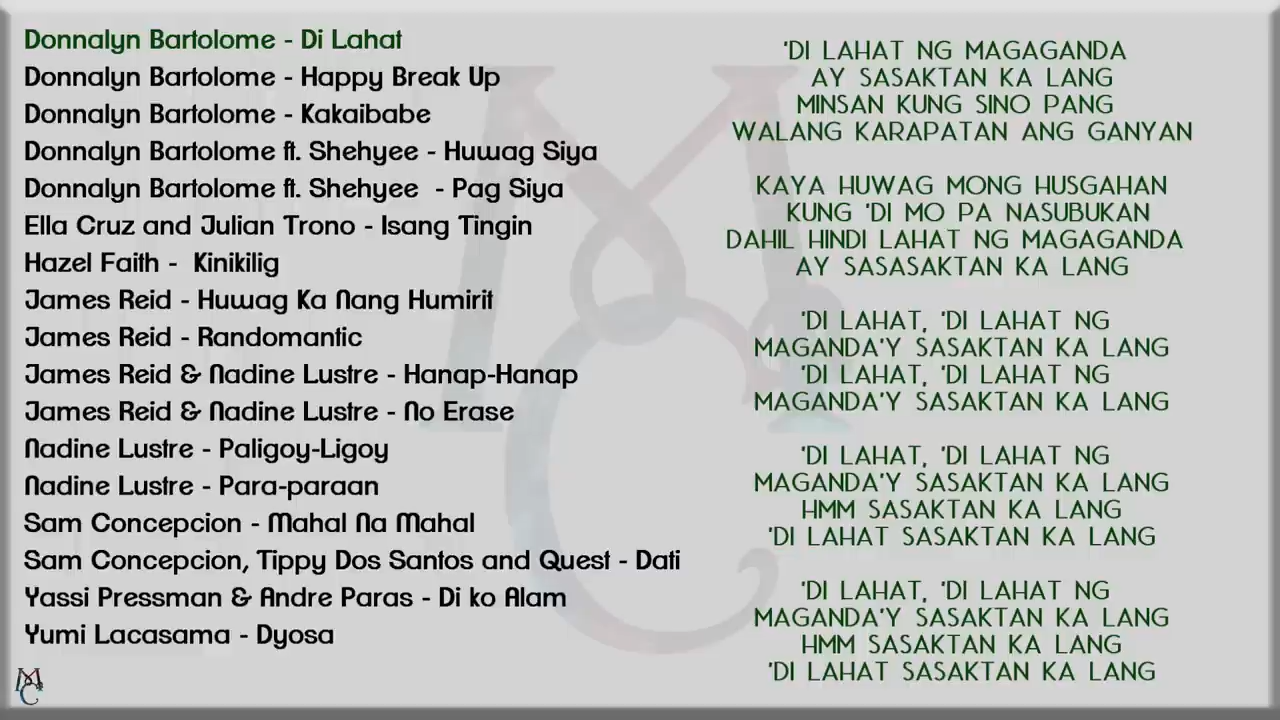 Donnalyn Bartolome - Di Lahat
Donnalyn Bartolome - Happy Break Up
Donnalyn Bartolome - Kakaibabe
Donnalyn Bartolome ft. Shehyee - Huwag Siya
Donnalyn Bartolome ft. Shehyee  - Pag Siya
Ella Cruz and Julian Trono - Isang Tingin
Hazel Faith -  Kinikilig
James Reid - Huwag Ka Nang Humirit
James Reid - Randomantic
James Reid & Nadine Lustre - Hanap-Hanap
James Reid & Nadine Lustre - No Erase
Nadine Lustre - Paligoy-Ligoy
Nadine Lustre - Para-paraan
Sam Concepcion - Mahal Na Mahal
Sam Concepcion, Tippy Dos Santos and Quest - Dati
Yassi Pressman & Andre Paras - Di ko Alam
Yumi Lacasama - Dyosa
MC
'DI LAHAT NG MAGAGANDA
AY SASAKTAN KA LANG
MINSAN KUNG SINO PANG
WALANG KARAPATAN ANG GANYAN
KAYA HUWAG MONG HUSGAHAN
KUNG 'DI MO PA NASUBUKAN
DAHIL HINDI LAHAT NG MAGAGANDA
AY SASASAKTAN KA LANG
'DI LAHAT, 'DI LAHAT NG
MAGANDA'Y SASAKTAN KA LANG
'DI LAHAT, 'DI LAHAT NG
MAGANDA'Y SASAKTAN KA LANG
'DI LAHAT, 'DI LAHAT NG
MAGANDA'Y SASAKTAN KA LANG
HMM SASAKTAN KA LANG
'DI LAHAT SASAKTAN KA LANG
'DI LAHAT, 'DI LAHAT NG
MAGANDA'Y SASAKTAN KA LANG
HMM SASAKTAN KA LANG
'DI LAHAT SASAKTAN KA LANG